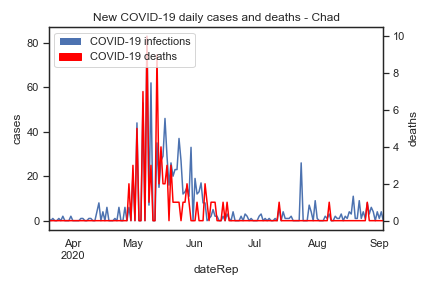 New COVID-19 daily cases and deaths - Chad
COVID-19 infections
COVID-19 deaths
80
60
40
20
0
cases
10
8
6
4
2
0
deaths
Apr
2020
May
Jun
Jul
Aug
Sep
dateRep